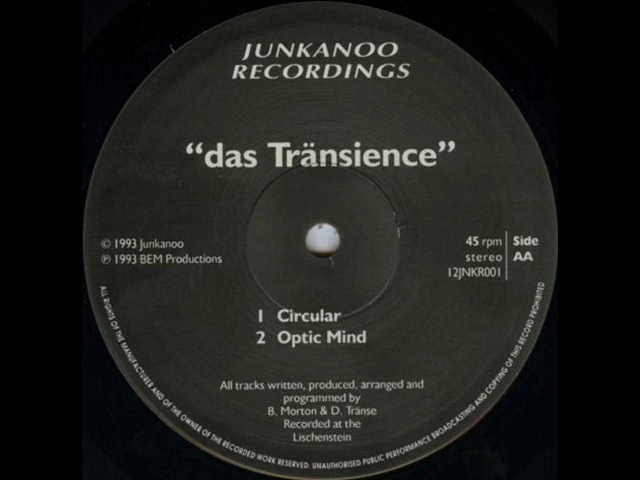 JUNKANOO
RECORDINGS
“das Tränsience”
© 1993 Junkanoo
℗ 1993 BEM Productions
45 rpm
stereo
12JNKR001
Side
AA
1 Circular
2 Optic Mind
All tracks written, produced, arranged and
programmed by
B. Morton & D. Transe
Recorded at the
Lischenstein
ALL RIGHTS OF THE MANUFACTURER AND OF THE OWNER OF THE RECORDED WORK RESERVED. UNAUTHORISED PUBLIC PERFORMANCE BROADCASTING AND COPYING OF THIS RECORD PROHIBITED